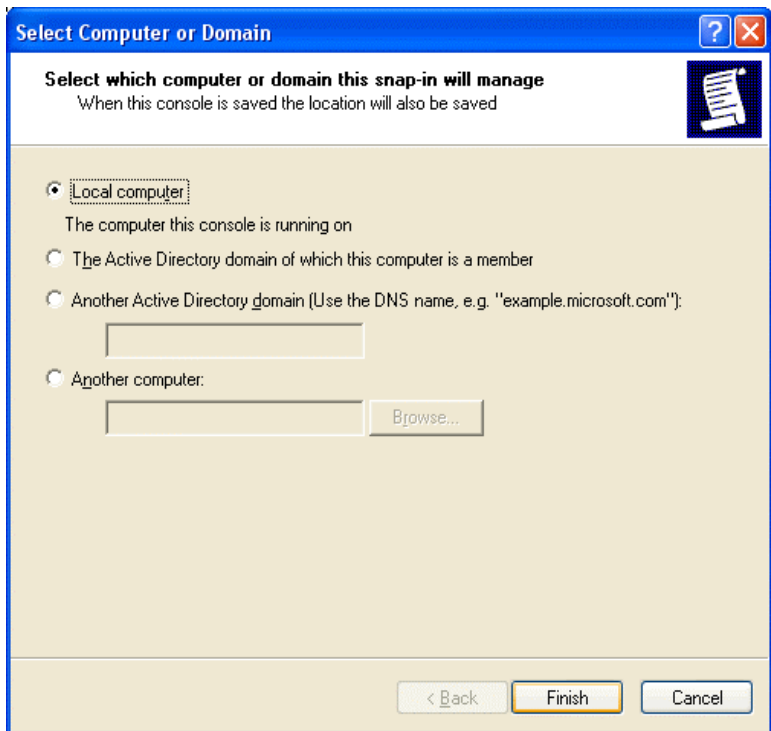 Select Computer or Domain
Select which computer or domain this snap-in will manage
When this console is saved the location will also be saved
Local computer
The computer this console is running on
The Active Directory domain of which this computer is a member
Another Active Directory domain (Use the DNS name, e.g. "example.microsoft.com"):
Another computer:
Browse...
< Back Finish Cancel